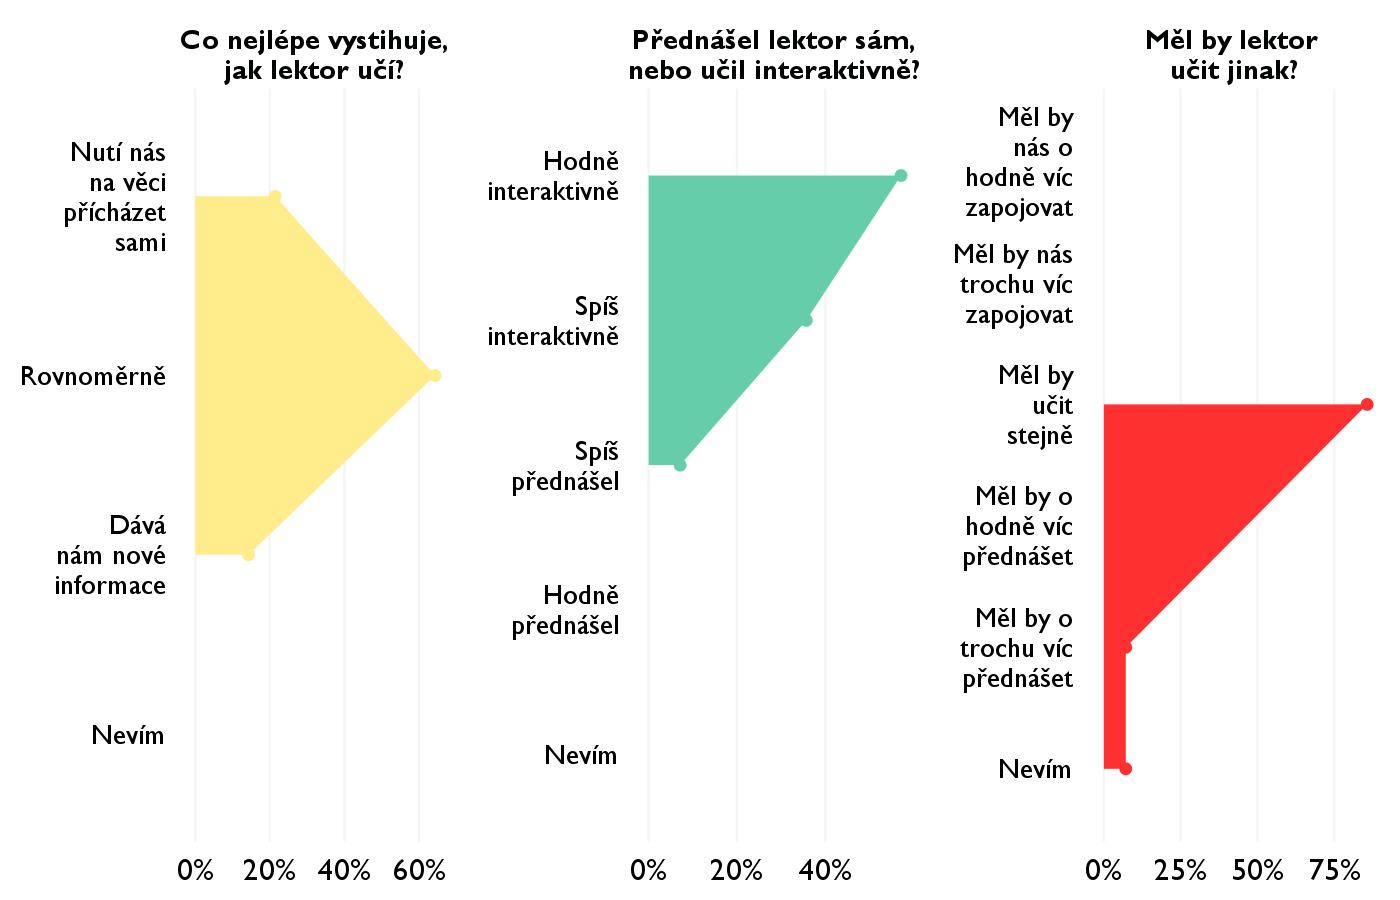 Co nejlépe vystihuje,
jak lektor učí?
Nutí nás
na věci
přícházet
sami
Rovnoměrně
Dává
nám nové
informace
Nevím
0% 20% 40% 60%
Přednášel lektor sám,
nebo učil interaktivně?
Hodně
interaktivně
Spíš
interaktivně
Spíš
přednášel
Hodně
přednášel
Nevím
0% 20% 40%
Měl by lektor
učit jinak?
Měl by
nás o
hodně víc
zapojovat
Měl by nás
trochu víc
zapojovat
Měl by
učit
stejně
Měl by o
hodně víc
přednášet
Měl by o
trochu víc
přednášet
Nevím
0% 25% 50% 75%